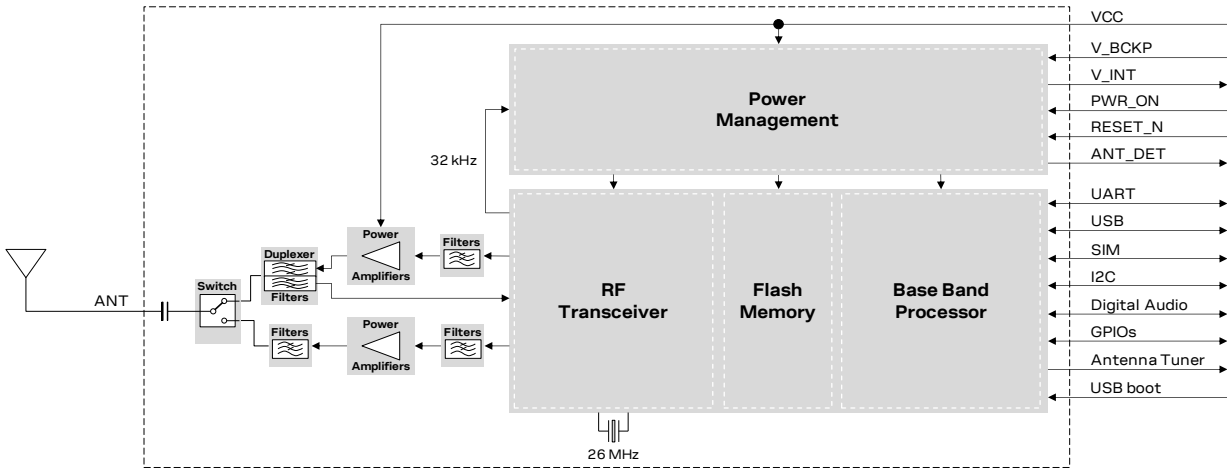 VCC
V_BCKP
V_INT
PWR_ON
RESET_N
ANT_DET
Power
Management
32 kHz
UART
USB
SIM
I2C
Digital Audio
GPIOs
Antenna Tuner
USB boot
ANT
Switch
Duplexer
Filters
Power
Amplifiers
Filters
Filters
Power
Amplifiers
Filters
RF
Transceiver
Flash
Memory
Base Band
Processor
26 MHz